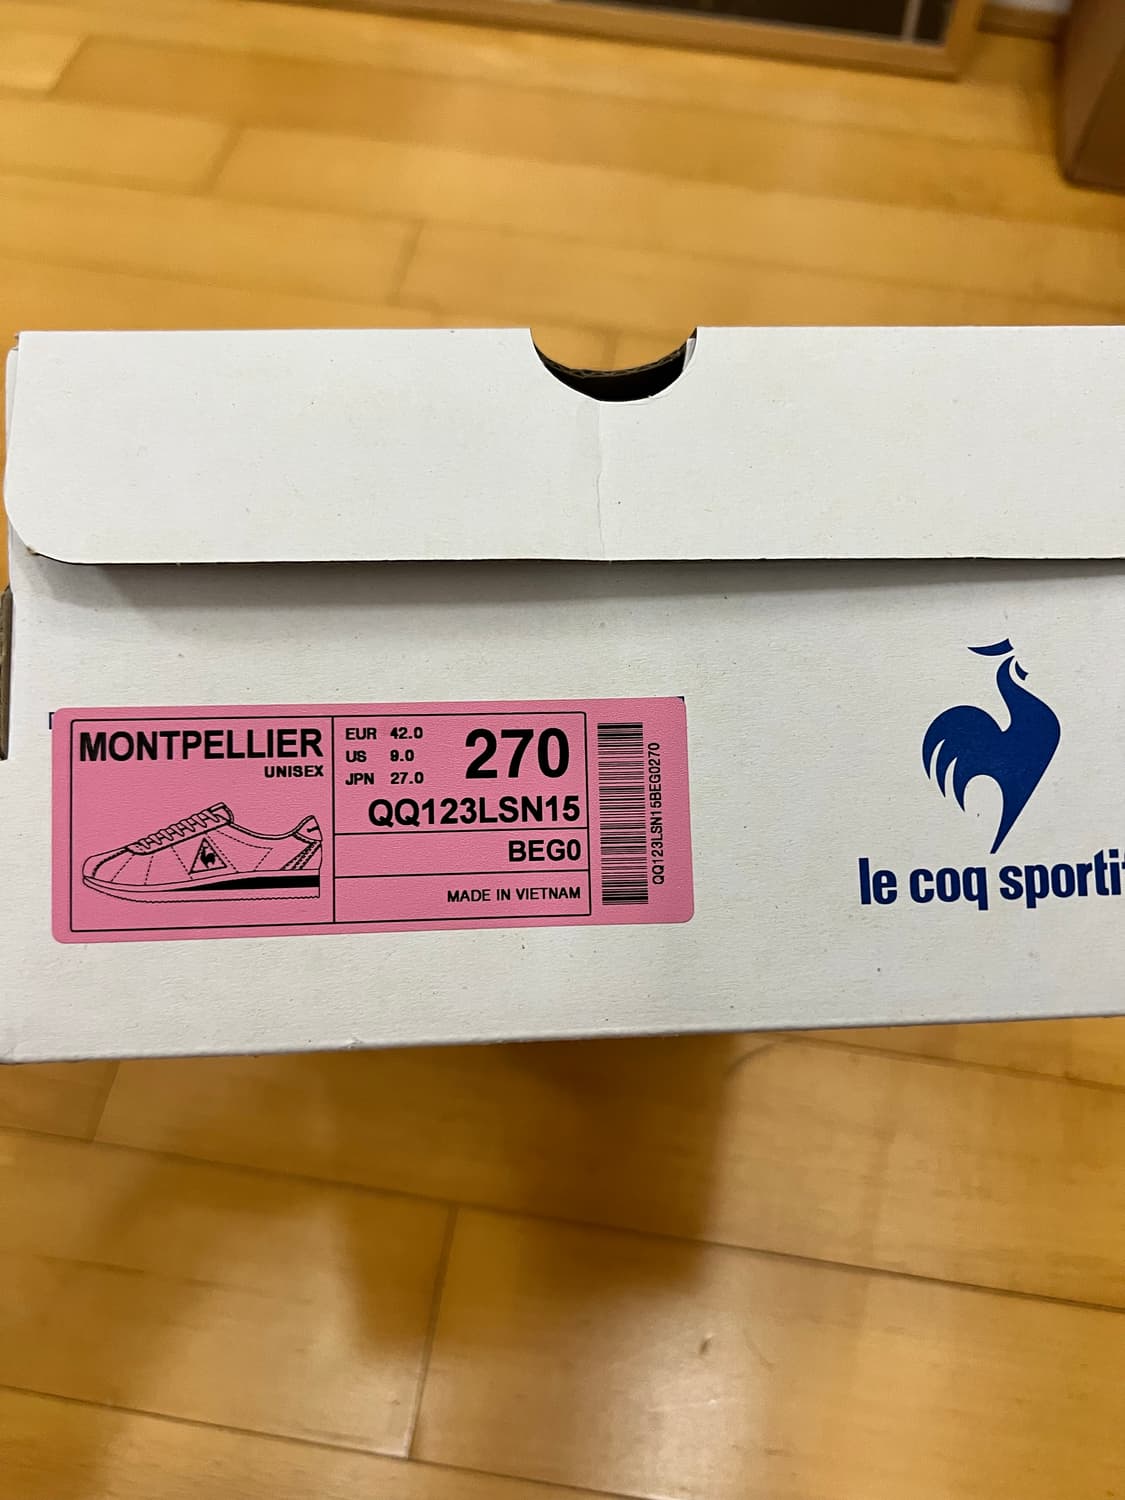 MONTPELLIER
UNISEX
EUR 42.0
US 9.0
JPN 27.0
270
QQ123LSN15
BEG0
MADE IN VIETNAM
QQ123LSN15BEG0270
le coq sportif